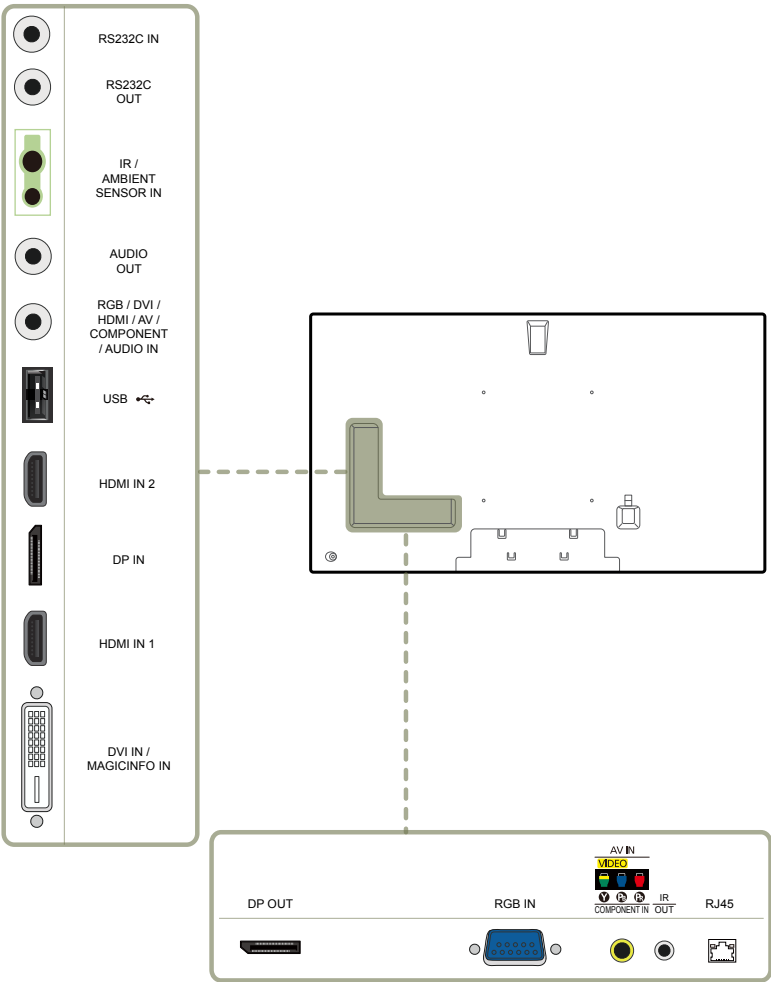 RS232C IN
RS232C
OUT
IR /
AMBIENT
SENSOR IN
AUDIO
OUT
RGB / DVI /
HDMI / AV /
COMPONENT
/ AUDIO IN
USB
HDMI IN 2
DP IN
HDMI IN 1
DVI IN /
MAGICINFO IN
DP OUT
RGB IN
AV IN
VIDEO
Y PB PR
COMPONENT IN
IR
OUT
RJ45